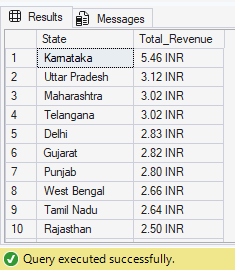 Results Messages
State Total_Revenue
1 Karnataka 5.46 INR
2 Uttar Pradesh 3.12 INR
3 Maharashtra 3.02 INR
4 Telangana 3.02 INR
5 Delhi 2.83 INR
6 Gujarat 2.82 INR
7 Punjab 2.80 INR
8 West Bengal 2.66 INR
9 Tamil Nadu 2.64 INR
10 Rajasthan 2.50 INR
Query executed successfully.